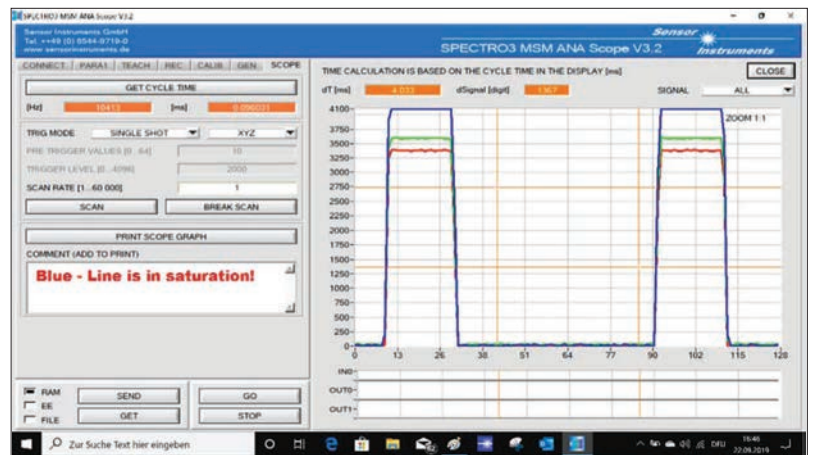 SPECTRO3 MSM ANA Scope V3.2
Sensor Instruments GmbH
Tel. ++49 (0) 8544-9719-0
www.sensorinstruments.de
SPECTRO3 MSM ANA Scope V3.2
Sensor
Instruments
CONNECT PARA1 TEACH REC CALIB GEN SCOPE
GET CYCLE TIME
[Hz] 10413 [ms] 0.096031
TRIG MODE SINGLE SHOT XYZ
PRE TRIGGER VALUES [0...64] 10
TRIGGER LEVEL [0...4096] 2000
SCAN RATE [1...60 000] 1
SCAN BREAK SCAN
PRINT SCOPE GRAPH
COMMENT (ADD TO PRINT)
Blue - Line is in saturation!
RAM
EE
FILE
SEND GO
GET STOP
TIME CALCULATION IS BASED ON THE CYCLE TIME IN THE DISPLAY [ms]
CLOSE
dT [ms] 4.033 dSignal [digit] 1367 SIGNAL ALL
ZOOM 1:1
4100-
3750-
3500-
3250-
3000-
2750-
2500-
2250-
2000-
1750-
1500-
1250-
1000-
750-
500-
250-
0-
0 13 26 38 51 64 77 90 102 115 128
IN0-
OUT0-
OUT1-
Zur Suche Text hier eingeben
DEU
16:46
22.09.2019